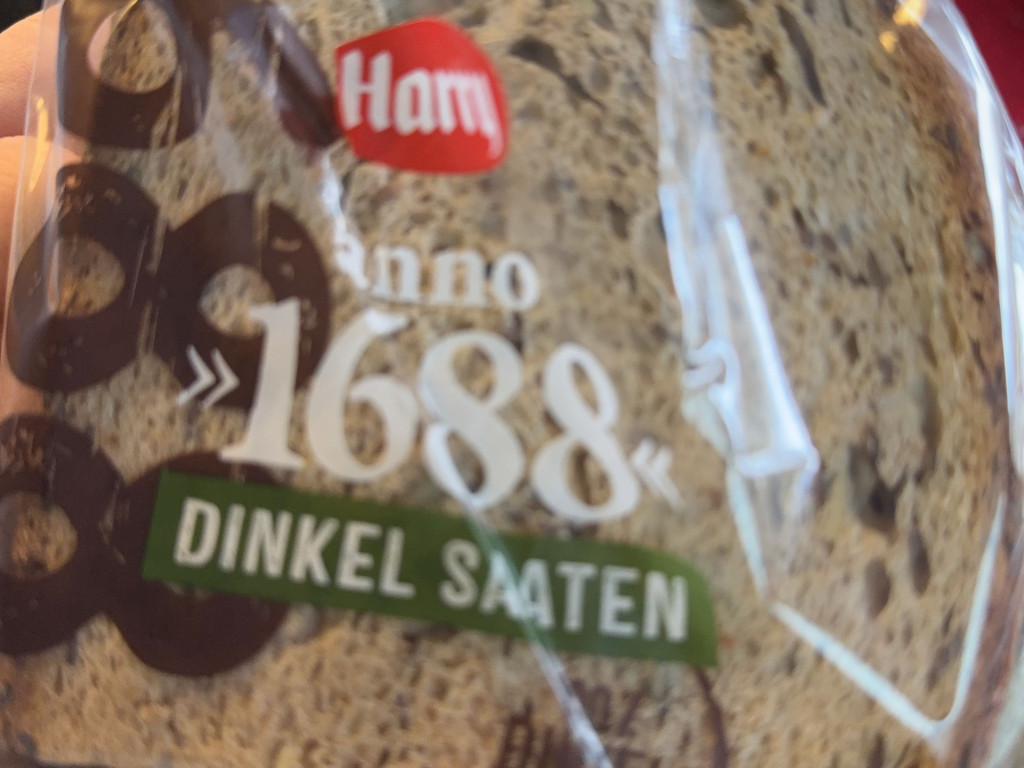 Harry
anno
»1688«
DINKEL SAATEN